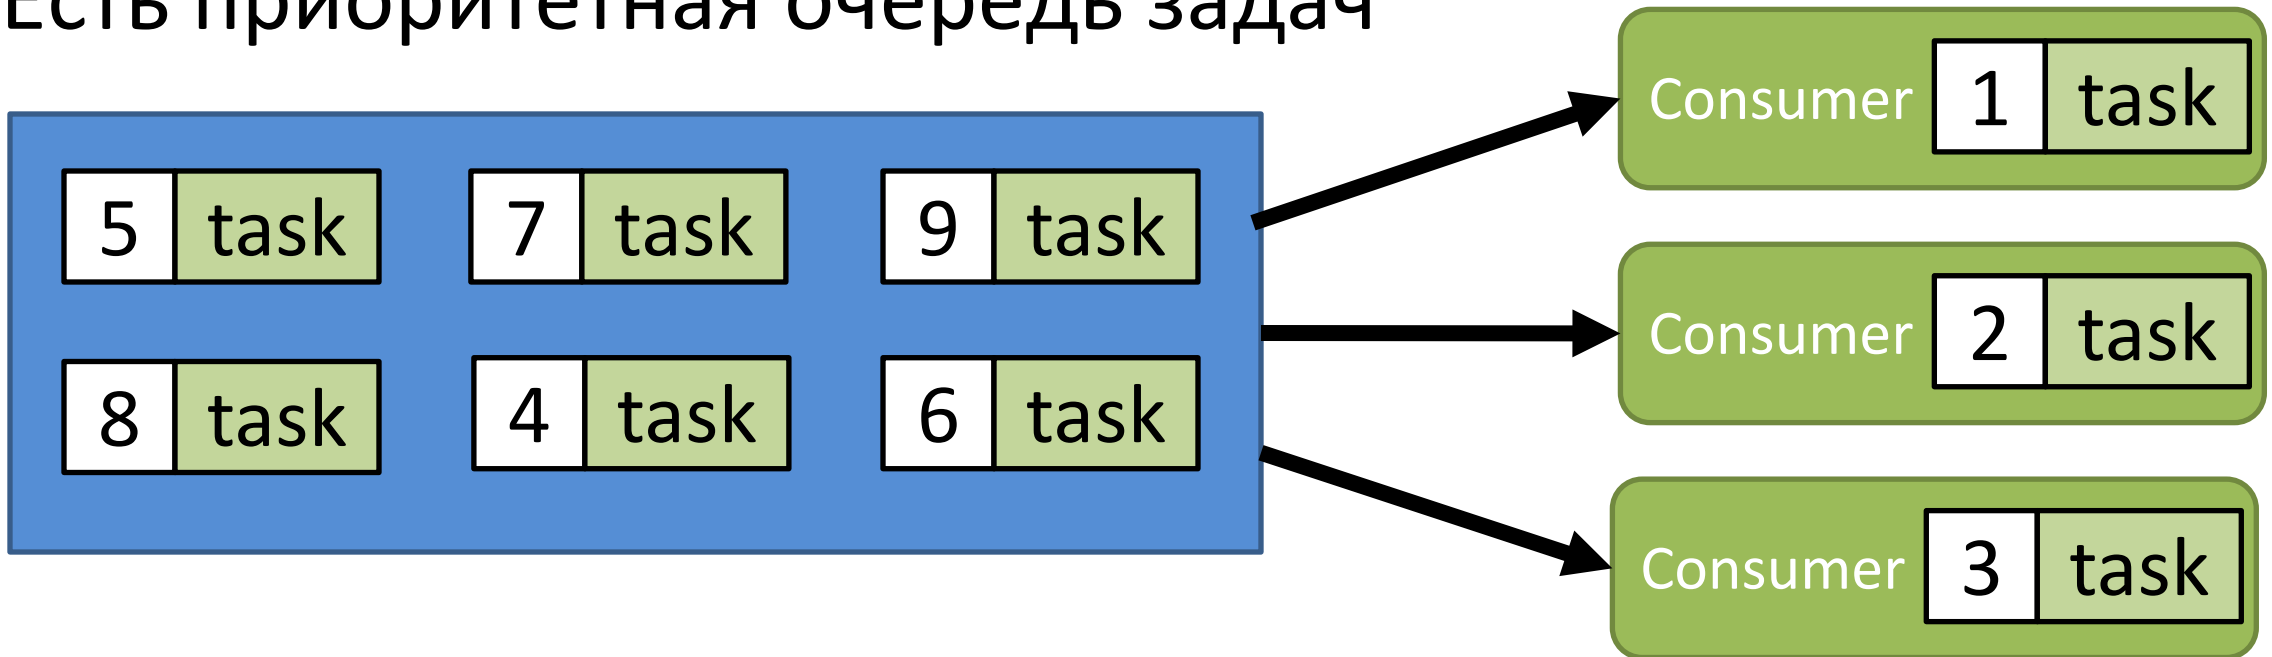 Есть приоритетная очередь задач
Consumer 1 task
5 task 7 task 9 task
Consumer 2 task
8 task 4 task 6 task
Consumer 3 task